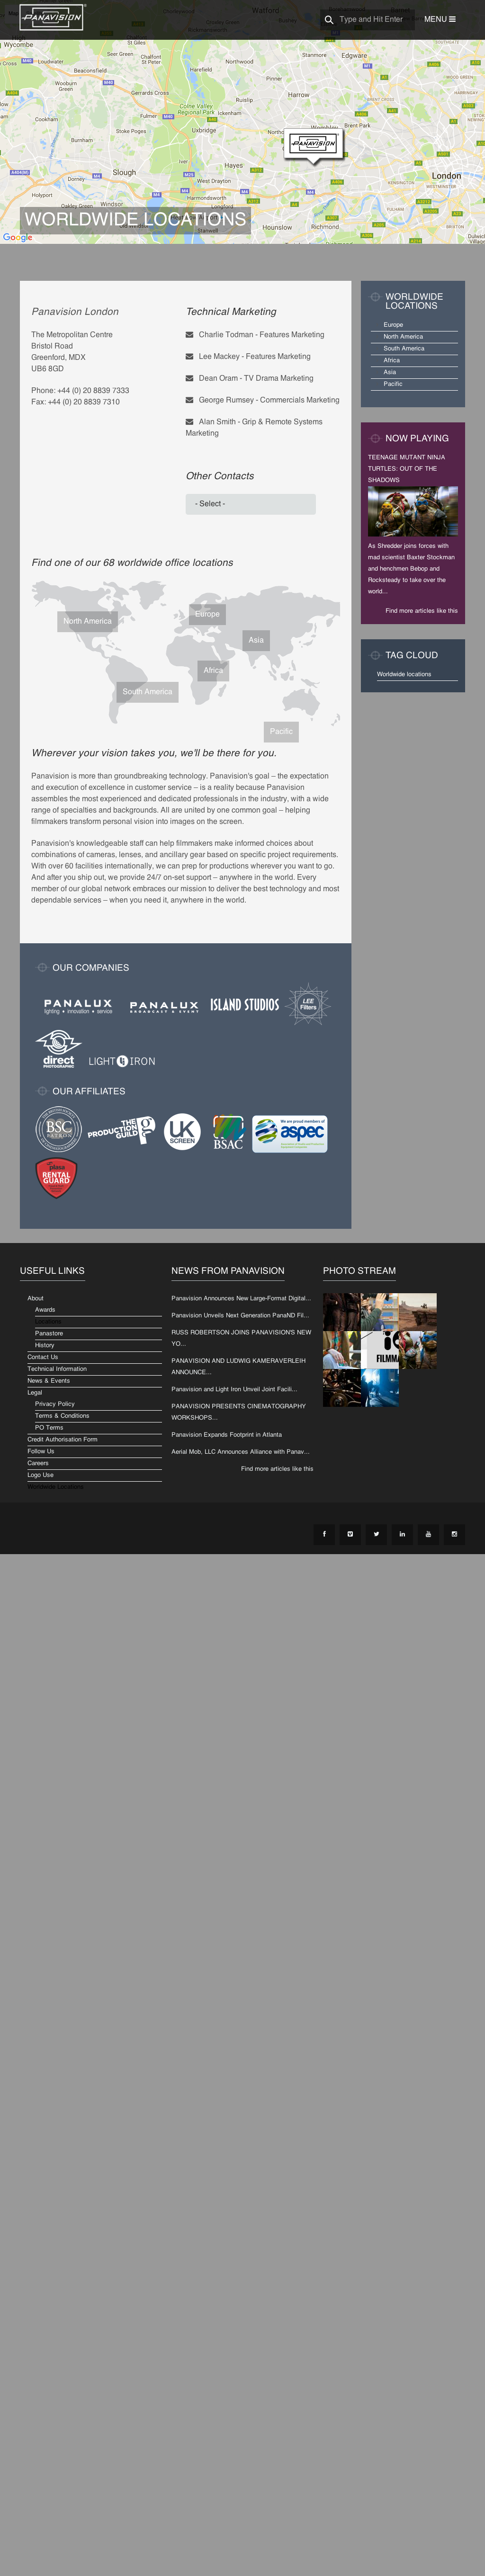 PANAVISION
Type and Hit Enter
MENU
Watford
Wycombe
Beaconsfield
St Giles
Seer Green
Chalfont St Peter
Northwood
Stanmore
Edgware
Gerrards Cross
Harefield
Pinner
Harrow
Wooburn Green
Colne Valley Regional Park
Ruislip
Cookham
Fulmer
Ickenham
Burnham
Stoke Poges
Uxbridge
Wembley
Brent Park
PANAVISION
Slough
Iver
Hayes
London
Dorney
West Drayton
KENSINGTON
WESTMINSTER
Holyport
Windsor
Harmondsworth
Longford
Hounslow
Richmond
FULHAM
BRIXTON
Stanwell
Dulwich
Village
WORLDWIDE LOCATIONS
Google
Panavision London
The Metropolitan Centre
Bristol Road
Greenford, MDX
UB6 8GD
Phone: +44 (0) 20 8839 7333
Fax: +44 (0) 20 8839 7310
Technical Marketing
Charlie Todman - Features Marketing
Lee Mackey - Features Marketing
Dean Oram - TV Drama Marketing
George Rumsey - Commercials Marketing
Alan Smith - Grip & Remote Systems
Marketing
Other Contacts
- Select -
Find one of our 68 worldwide office locations
North America
Europe
Asia
Africa
South America
Pacific
Wherever your vision takes you, we'll be there for you.
Panavision is more than groundbreaking technology. Panavision's goal – the expectation
and execution of excellence in customer service – is a reality because Panavision
assembles the most experienced and dedicated professionals in the industry, with a wide
range of specialties and backgrounds. All are united by one common goal – helping
filmmakers transform personal vision into images on the screen.
Panavision's knowledgeable staff can help filmmakers make informed choices about
combinations of cameras, lenses, and ancillary gear based on specific project requirements.
With over 60 facilities internationally, we can prep for productions wherever you want to go.
And after you ship out, we provide 24/7 on-set support – anywhere in the world. Every
member of our global network embraces our mission to deliver the best technology and most
dependable services – when you need it, anywhere in the world.
WORLDWIDE
LOCATIONS
Europe
North America
South America
Africa
Asia
Pacific
NOW PLAYING
TEENAGE MUTANT NINJA
TURTLES: OUT OF THE
SHADOWS
As Shredder joins forces with
mad scientist Baxter Stockman
and henchmen Bebop and
Rocksteady to take over the
world...
Find more articles like this
TAG CLOUD
Worldwide locations
OUR COMPANIES
PANALUX
lighting • innovation • service
PANALUX
BROADCAST & EVENT
ISLAND STUDIOS
LEE
Filters
direct
PHOTOGRAPHIC
LIGHT IRON
OUR AFFILIATES
BSC
PATRON
THE
PRODUCTION
GUILD
UK
SCREEN
BSAC
We are proud members of
aspec
plasa
RENTAL
GUARD
USEFUL LINKS
About
Awards
Locations
Panastore
History
Contact Us
Technical Information
News & Events
Legal
Privacy Policy
Terms & Conditions
PO Terms
Credit Authorisation Form
Follow Us
Careers
Logo Use
Worldwide Locations
NEWS FROM PANAVISION
Panavision Announces New Large-Format Digital...
Panavision Unveils Next Generation PanaND Fil...
RUSS ROBERTSON JOINS PANAVISION'S NEW
YO...
PANAVISION AND LUDWIG KAMERAVERLEIH
ANNOUNCE...
Panavision and Light Iron Unveil Joint Facili...
PANAVISION PRESENTS CINEMATOGRAPHY
WORKSHOPS...
Panavision Expands Footprint in Atlanta
Aerial Mob, LLC Announces Alliance with Panav...
Find more articles like this
PHOTO STREAM
FILMM